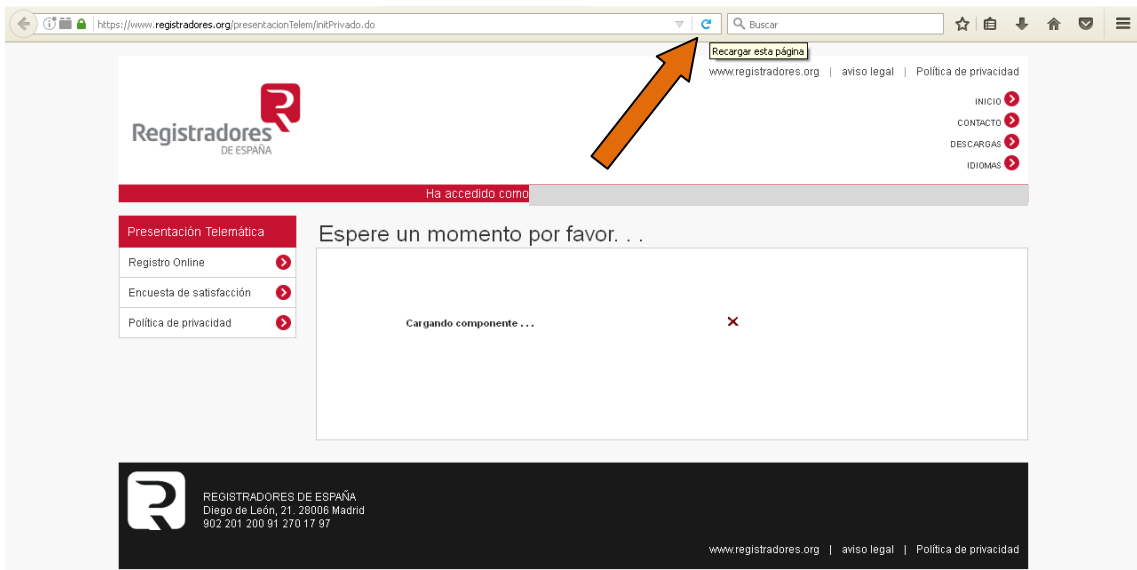 https://www.registradores.org/presentacionTelem/initPrivado.do
Buscar
Recargar esta página
www.registradores.org | aviso legal | Política de privacidad
INICIO
CONTACTO
DESCARGAS
IDIOMAS
Registradores
DE ESPAÑA
Ha accedido como
Presentación Telemática
Registro Online
Encuesta de satisfacción
Política de privacidad
Espere un momento por favor. . .
Cargando componente . . .
REGISTRADORES DE ESPAÑA
Diego de León, 21. 28006 Madrid
902 201 200 91 270 17 97
www.registradores.org | aviso legal | Política de privacidad